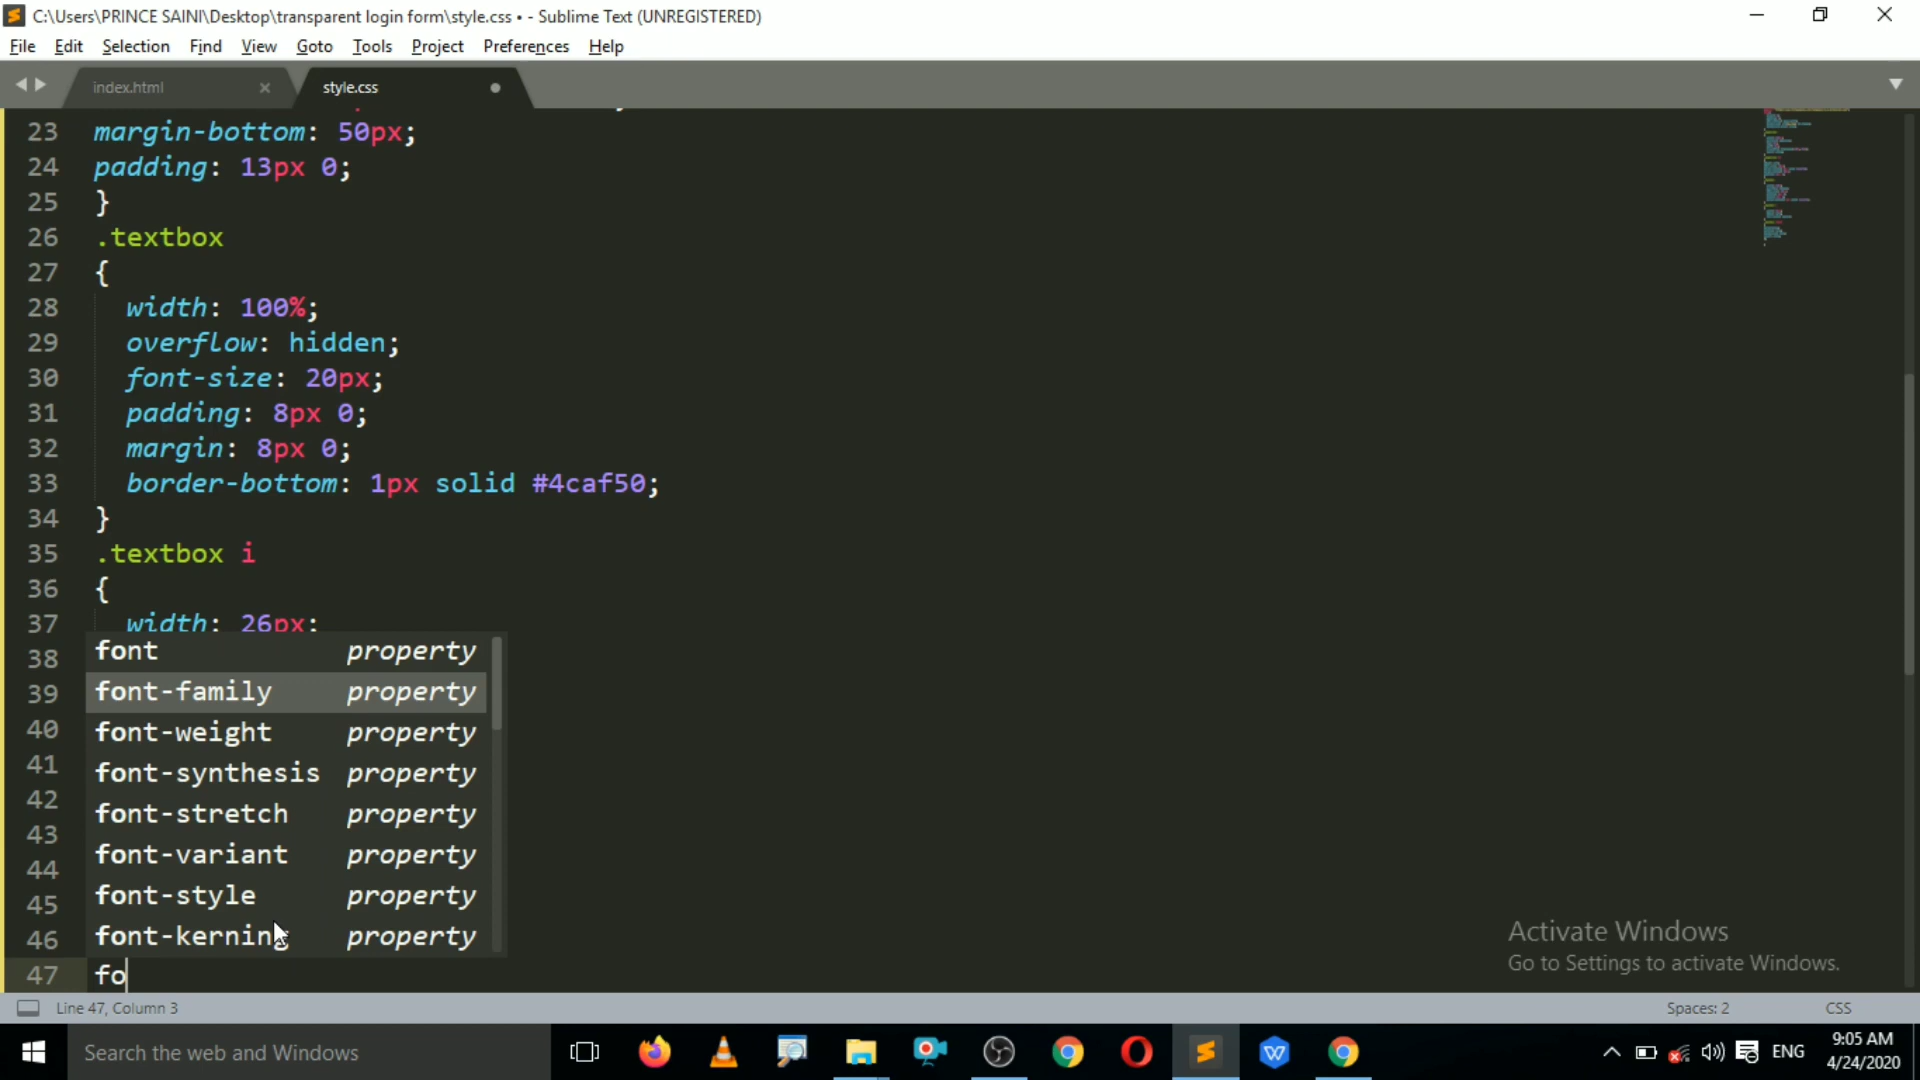 C:\Users\PRINCE SAINI\Desktop\transparent login form\style.css • - Sublime Text (UNREGISTERED)
File Edit Selection Find View Goto Tools Project Preferences Help
index.html style.css
23 margin-bottom: 50px;
24 padding: 13px 0;
25 }
26 .textbox
27 {
28 width: 100%;
29 overflow: hidden;
30 font-size: 20px;
31 padding: 8px 0;
32 margin: 8px 0;
33 border-bottom: 1px solid #4caf50;
34 }
35 .textbox i
36 {
37 width: 26px;
38 font property
39 font-family property
40 font-weight property
41 font-synthesis property
42 font-stretch property
43 font-variant property
44
45 font-style property
46 font-kerning property
47 fo
Activate Windows
Go to Settings to activate Windows.
Line 47, Column 3 Spaces: 2 CSS
Search the web and Windows
ENG
9:05 AM
4/24/2020